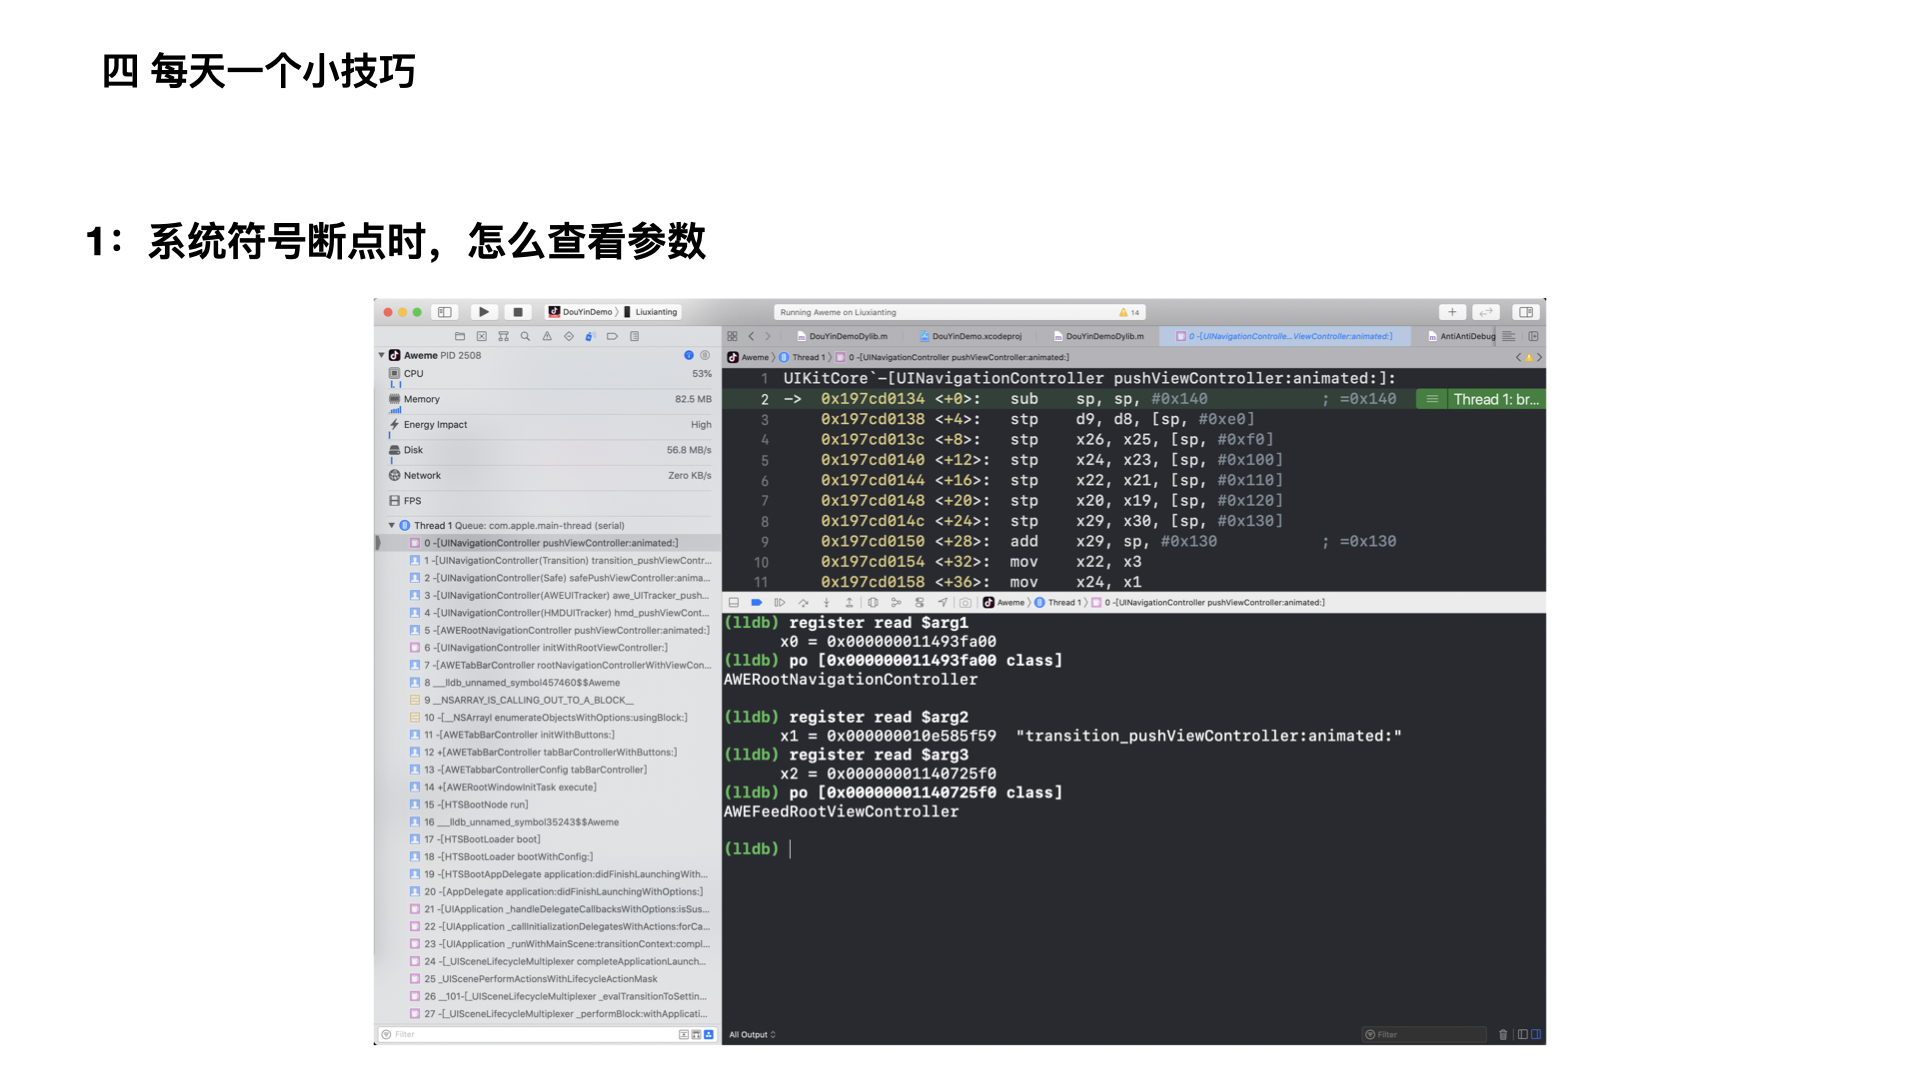 四 每天一个小技巧
1：系统符号断点时，怎么查看参数
DouYinDemo 〉 Liuxianting
Running Aweme on Liuxianting
14
DouYinDemoDylib.m
DouYinDemo.xcodeproj
DouYinDemoDylib.m
0 -[UINavigationControlle... ViewController:animated:]
AntiAntiDebug
Aweme PID 2508
CPU 53%
Memory 82.5 MB
Energy Impact High
Disk 56.8 MB/s
Network Zero KB/s
FPS
Thread 1 Queue: com.apple.main-thread (serial)
0 -[UINavigationController pushViewController:animated:]
1 -[UINavigationController(Transition) transition_pushViewContr...
2 -[UINavigationController(Safe) safePushViewController:anima...
3 -[UINavigationController(AWEUITracker) awe_UITracker_push...
4 -[UINavigationController(HMDUITracker) hmd_pushViewCont...
5 -[AWERootNavigationController pushViewController:animated:]
6 -[UINavigationController initWithRootViewController:]
7 -[AWETabBarController rootNavigationControllerWithViewCon...
8 ___lldb_unnamed_symbol457460$$Aweme
9 __NSARRAY_IS_CALLING_OUT_TO_A_BLOCK__
10 -[__NSArrayI enumerateObjectsWithOptions:usingBlock:]
11 -[AWETabBarController initWithButtons:]
12 +[AWETabBarController tabBarControllerWithButtons:]
13 -[AWETabbarControllerConfig tabBarController]
14 +[AWERootWindowInitTask execute]
15 -[HTSBootNode run]
16 ___lldb_unnamed_symbol35243$$Aweme
17 -[HTSBootLoader boot]
18 -[HTSBootLoader bootWithConfig:]
19 -[HTSBootAppDelegate application:didFinishLaunchingWith...
20 -[AppDelegate application:didFinishLaunchingWithOptions:]
21 -[UIApplication _handleDelegateCallbacksWithOptions:isSus...
22 -[UIApplication _callInitializationDelegatesWithActions:forCa...
23 -[UIApplication _runWithMainScene:transitionContext:compl...
24 -[_UISceneLifecycleMultiplexer completeApplicationLaunch...
25 _UIScenePerformActionsWithLifecycleActionMask
26 __101-[_UISceneLifecycleMultiplexer _evalTransitionToSettin...
27 -[_UISceneLifecycleMultiplexer _performBlock:withApplicati...
Filter
Aweme 〉 Thread 1 〉 0 -[UINavigationController pushViewController:animated:]
1 UIKitCore`-[UINavigationController pushViewController:animated:]:
2 -> 0x197cd0134 <+0>: sub sp, sp, #0x140 ; =0x140 Thread 1: br...
3 0x197cd0138 <+4>: stp d9, d8, [sp, #0xe0]
4 0x197cd013c <+8>: stp x26, x25, [sp, #0xf0]
5 0x197cd0140 <+12>: stp x24, x23, [sp, #0x100]
6 0x197cd0144 <+16>: stp x22, x21, [sp, #0x110]
7 0x197cd0148 <+20>: stp x20, x19, [sp, #0x120]
8 0x197cd014c <+24>: stp x29, x30, [sp, #0x130]
9 0x197cd0150 <+28>: add x29, sp, #0x130 ; =0x130
10 0x197cd0154 <+32>: mov x22, x3
11 0x197cd0158 <+36>: mov x24, x1
Aweme 〉 Thread 1 〉 0 -[UINavigationController pushViewController:animated:]
(lldb) register read $arg1
x0 = 0x000000011493fa00
(lldb) po [0x000000011493fa00 class]
AWERootNavigationController
(lldb) register read $arg2
x1 = 0x000000010e585f59 "transition_pushViewController:animated:"
(lldb) register read $arg3
x2 = 0x00000001140725f0
(lldb) po [0x00000001140725f0 class]
AWEFeedRootViewController
(lldb)
All Output
Filter